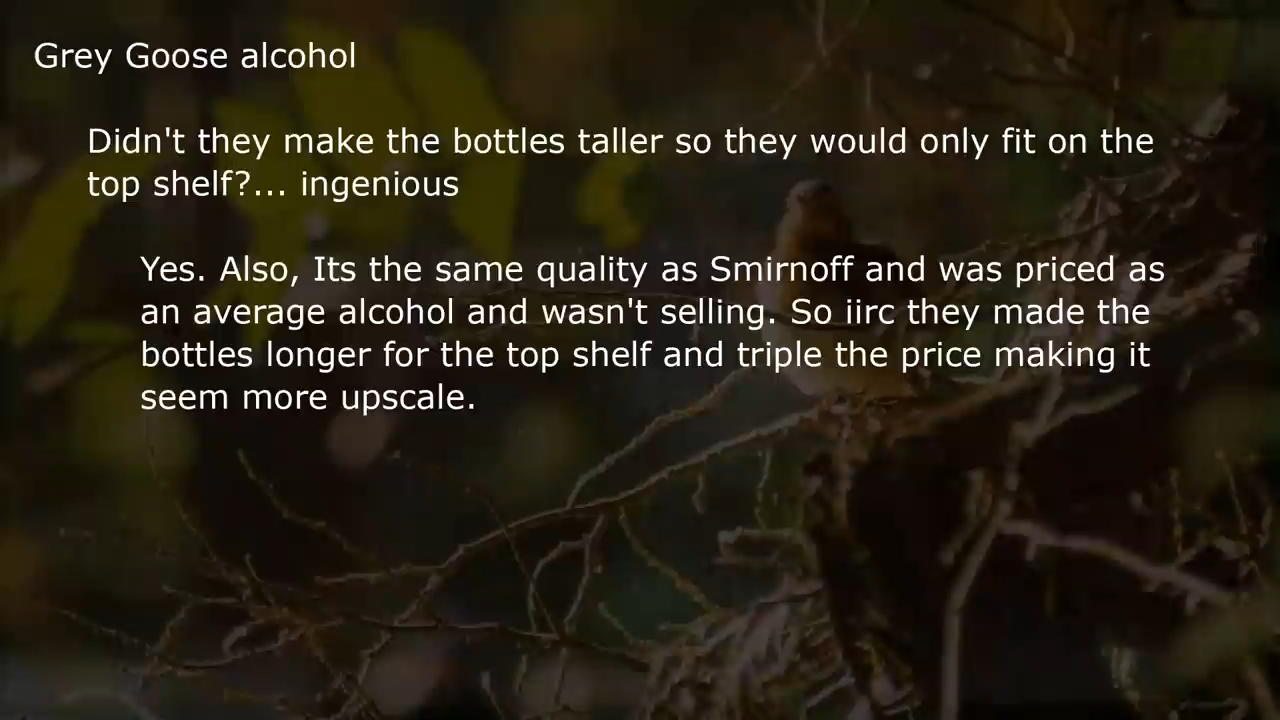 Grey Goose alcohol
Didn't they make the bottles taller so they would only fit on the
top shelf?... ingenious
Yes. Also, Its the same quality as Smirnoff and was priced as
an average alcohol and wasn't selling. So iirc they made the
bottles longer for the top shelf and triple the price making it
seem more upscale.